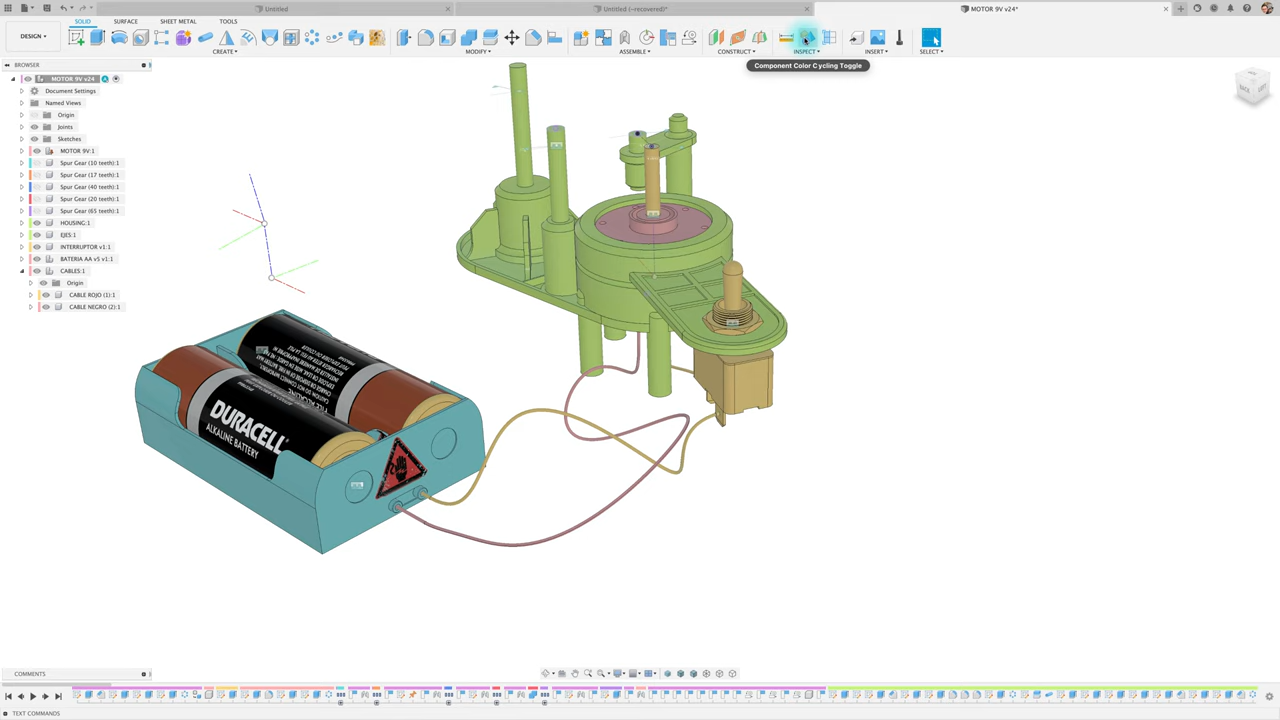 Untitled
Untitled (~recovered)*
MOTOR 9V v24*
DESIGN
SOLID
SURFACE
SHEET METAL
TOOLS
CREATE
MODIFY
ASSEMBLE
CONSTRUCT
INSPECT
INSERT
SELECT
BROWSER
Component Color Cycling Toggle
MOTOR 9V v24
Document Settings
Named Views
Origin
Joints
Sketches
MOTOR 9V:1
Spur Gear (10 teeth):1
Spur Gear (17 teeth):1
Spur Gear (40 teeth):1
Spur Gear (20 teeth):1
Spur Gear (65 teeth):1
HOUSING:1
EJES:1
INTERRUPTOR v1:1
BATERIA AA v5 v1:1
CABLES:1
Origin
CABLE ROJO (1):1
CABLE NEGRO (2):1
DURACELL
ALKALINE BATTERY
COMMENTS
TEXT COMMANDS